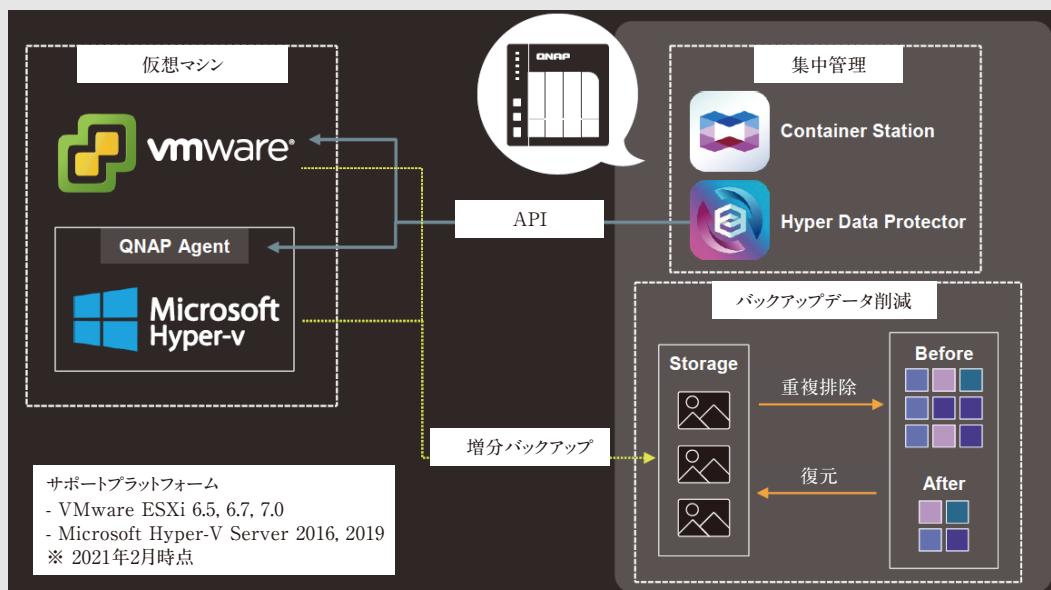 仮想マシン
vmware®
QNAP Agent
Microsoft
Hyper-v
サポートプラットフォーム
- VMware ESXi 6.5, 6.7, 7.0
- Microsoft Hyper-V Server 2016, 2019
※ 2021年2月時点
QNAP
API
増分バックアップ
集中管理
Container Station
Hyper Data Protector
バックアップデータ削減
Storage
重複排除
復元
Before
After